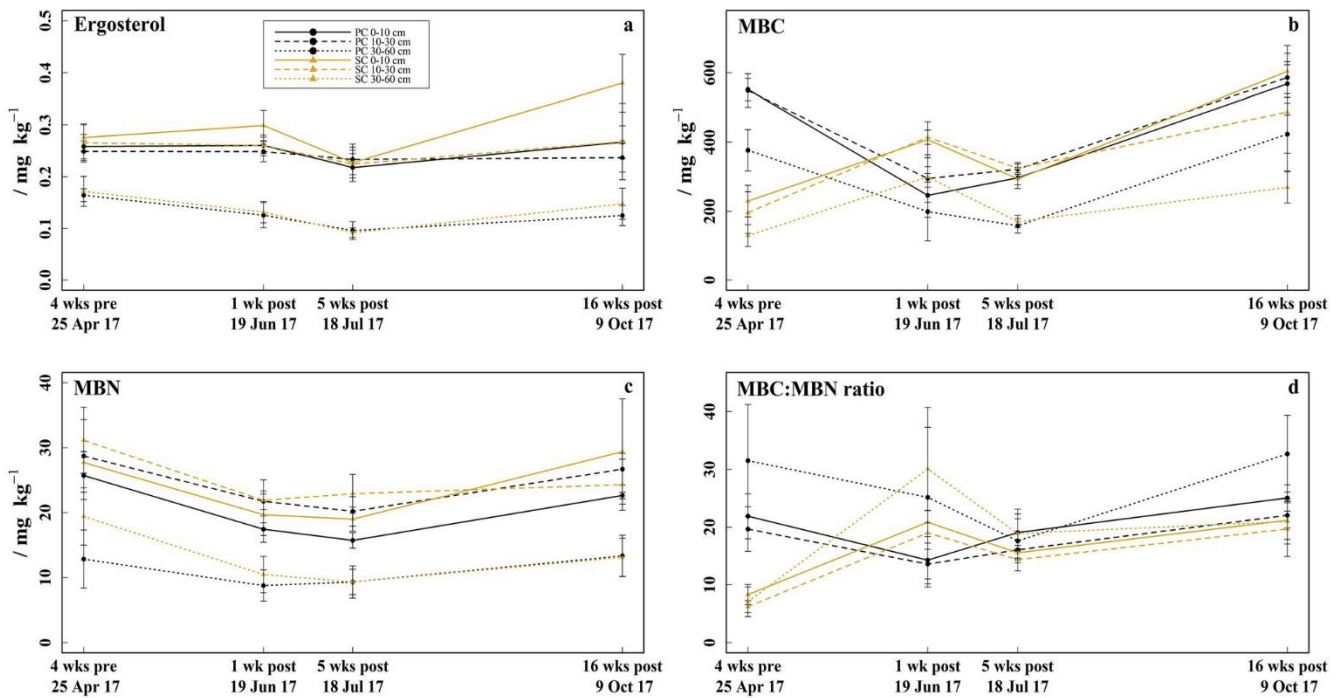 Ergosterol
a
PC 0-10 cm
PC 10-30 cm
PC 30-60 cm
SC 0-10 cm
SC 10-30 cm
SC 30-60 cm
/ mg kg⁻¹
0.5
0.4
0.3
0.2
0.1
0.0
4 wks pre 1 wk post 5 wks post 16 wks post
25 Apr 17 19 Jun 17 18 Jul 17 9 Oct 17
MBC
b
/ mg kg⁻¹
600
400
200
0
4 wks pre 1 wk post 5 wks post 16 wks post
25 Apr 17 19 Jun 17 18 Jul 17 9 Oct 17
MBN
c
/ mg kg⁻¹
40
30
20
10
0
4 wks pre 1 wk post 5 wks post 16 wks post
25 Apr 17 19 Jun 17 18 Jul 17 9 Oct 17
MBC:MBN ratio
d
40
30
20
10
0
4 wks pre 1 wk post 5 wks post 16 wks post
25 Apr 17 19 Jun 17 18 Jul 17 9 Oct 17